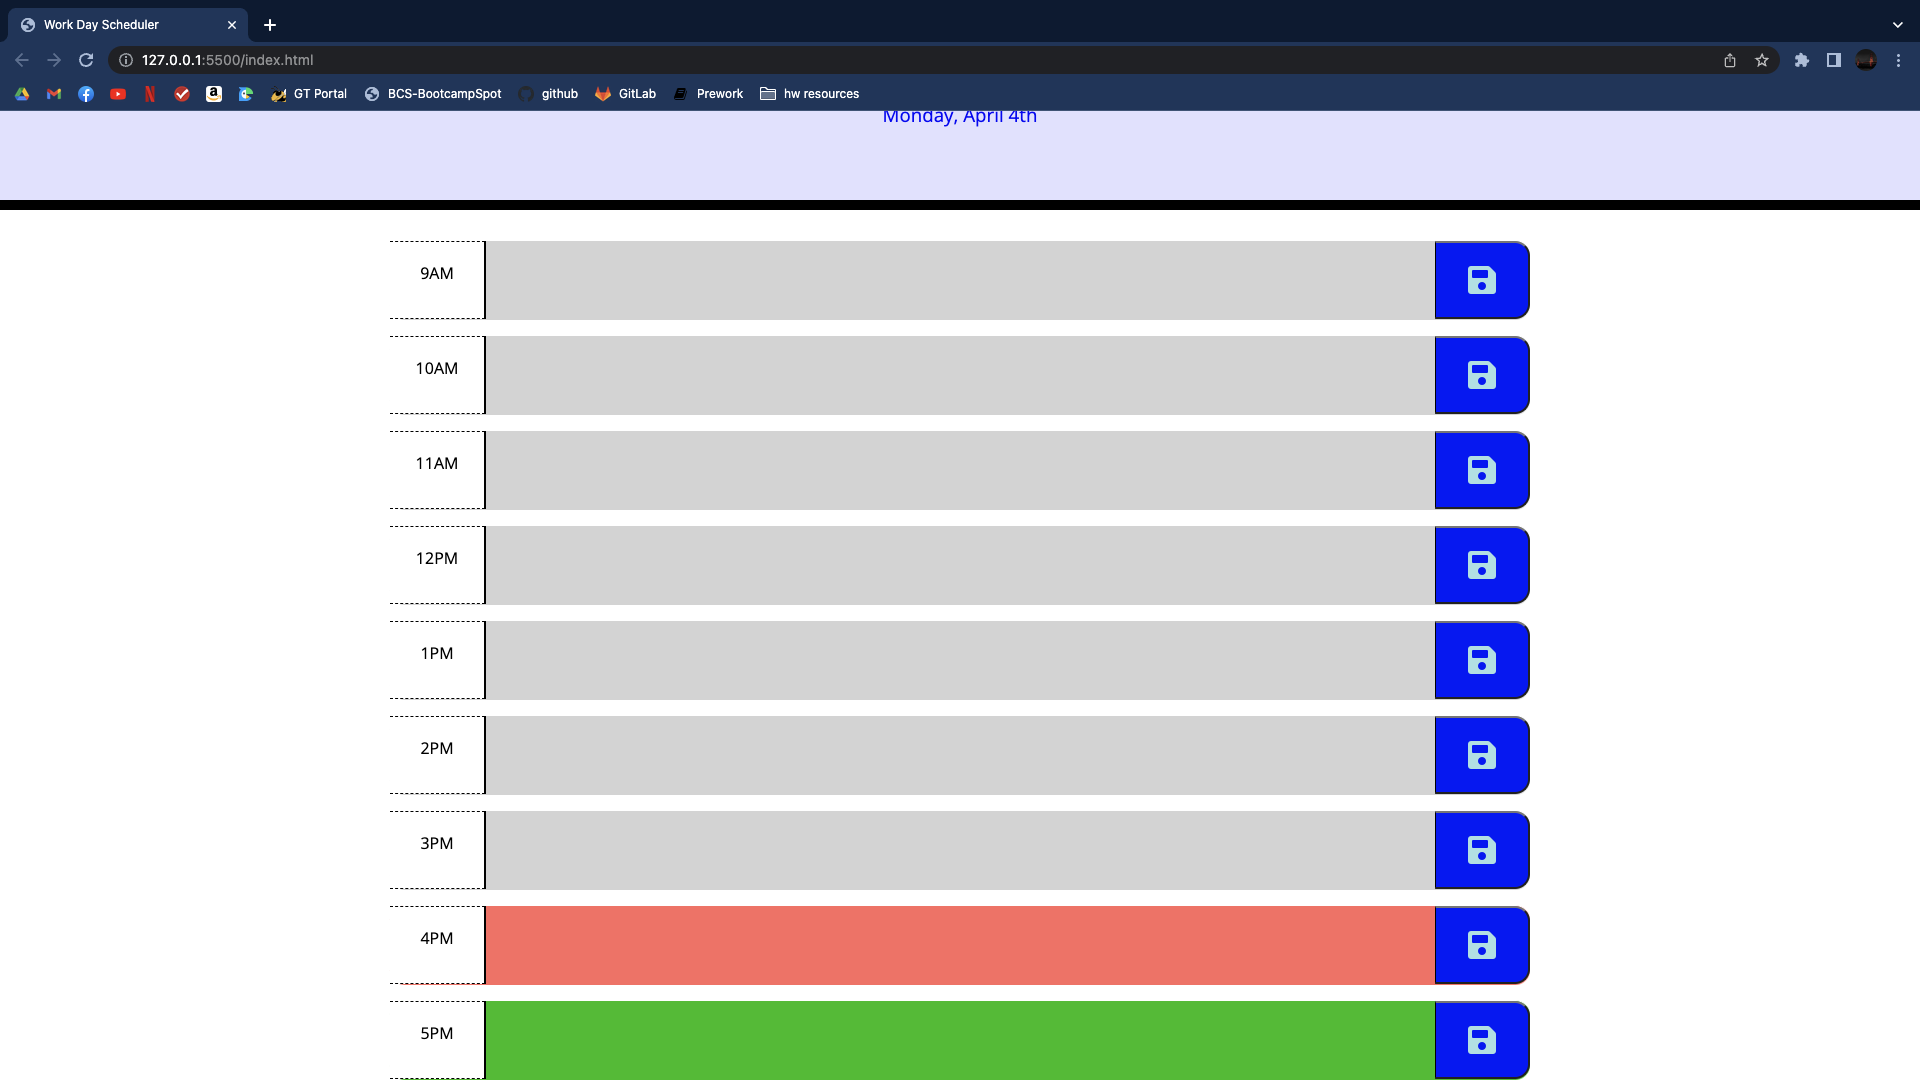 Work Day Scheduler
127.0.0.1:5500/index.html
GT Portal
BCS-BootcampSpot
github
GitLab
Prework
hw resources
Monday, April 4th
9AM
10AM
11AM
12PM
1PM
2PM
3PM
4PM
5PM